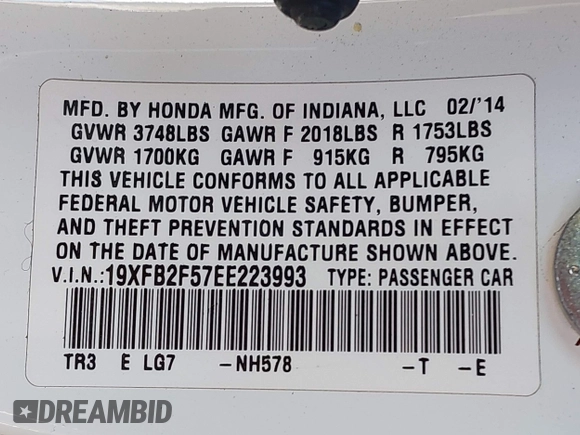 MFD. BY HONDA MFG. OF INDIANA, LLC 02/'14
GVWR 3748LBS GAWR F 2018LBS R 1753LBS
GVWR 1700KG GAWR F 915KG R 795KG
THIS VEHICLE CONFORMS TO ALL APPLICABLE
FEDERAL MOTOR VEHICLE SAFETY, BUMPER,
AND THEFT PREVENTION STANDARDS IN EFFECT
ON THE DATE OF MANUFACTURE SHOWN ABOVE.
V.I.N.:19XFB2F57EE223993 TYPE: PASSENGER CAR
TR3 E LG7 -NH578 -T -E
DREAMBID